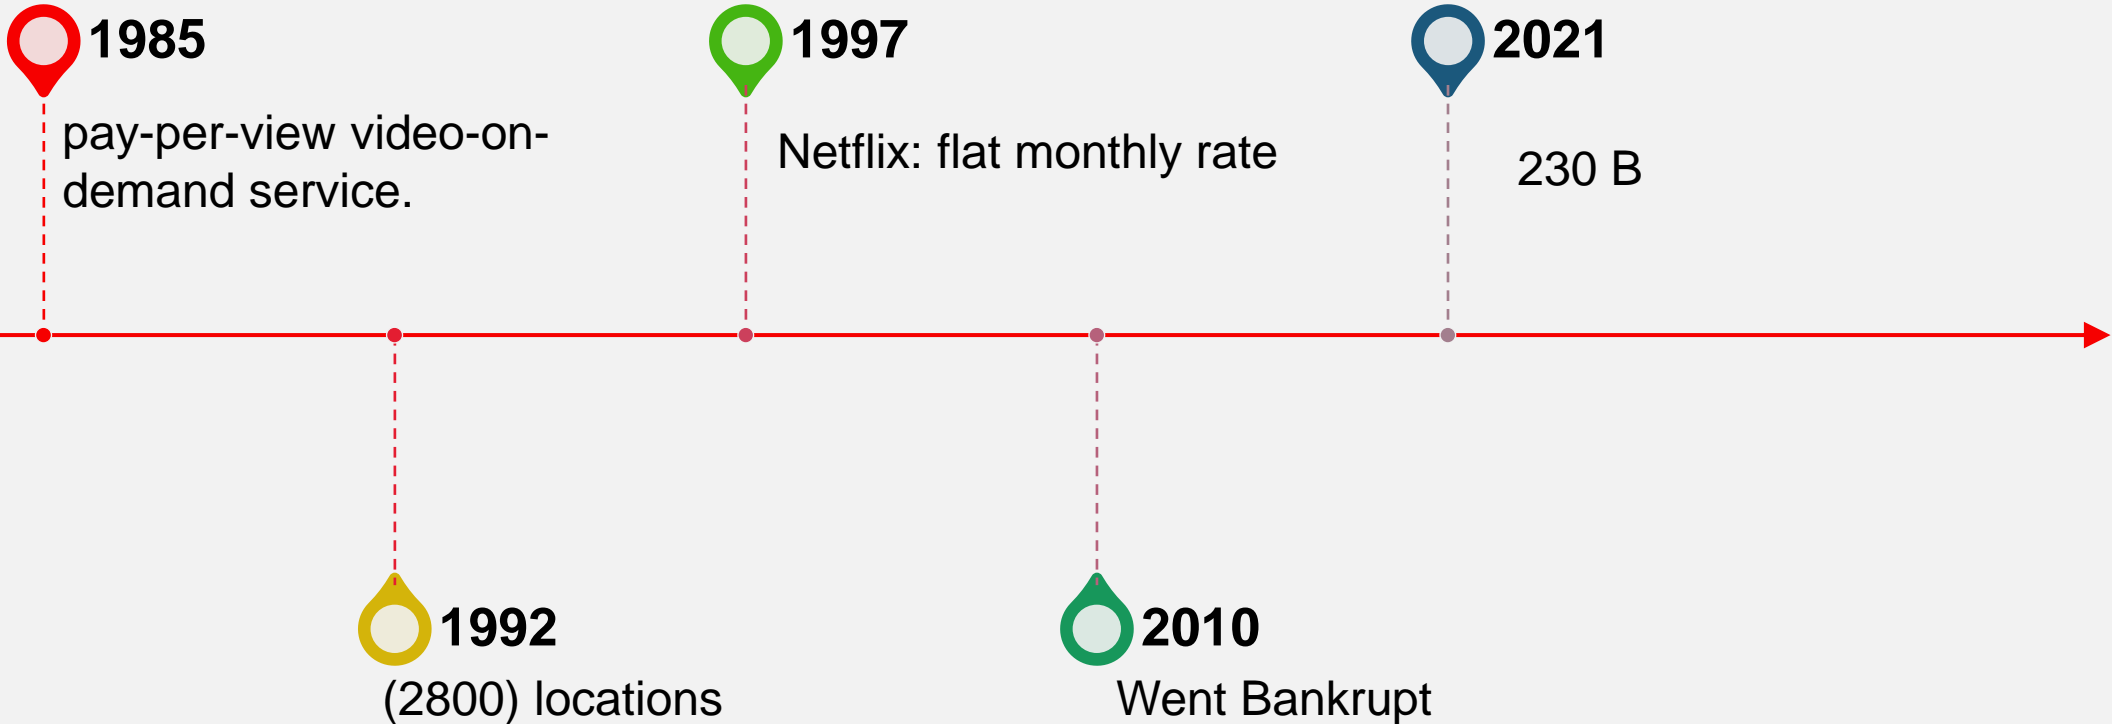 1985
pay-per-view video-on-
demand service.
1992
(2800) locations
1997
Netflix: flat monthly rate
2010
Went Bankrupt
2021
230 B